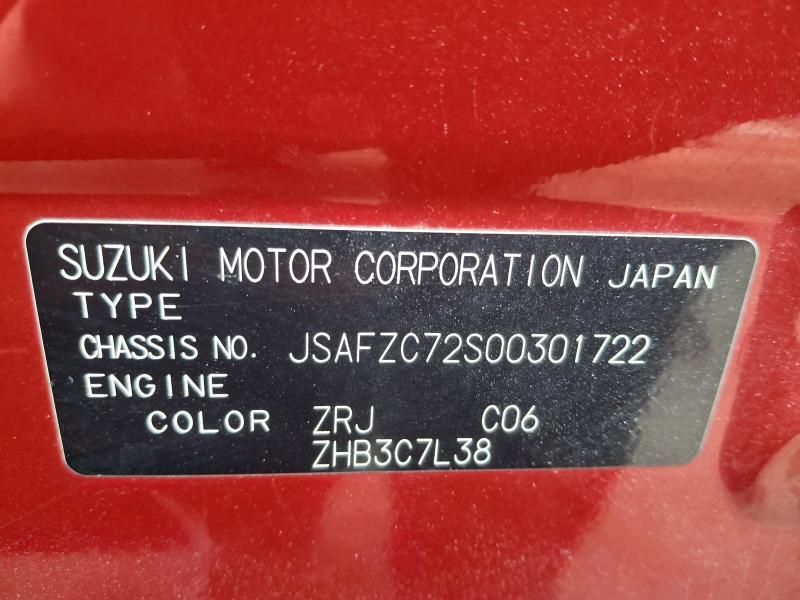 SUZUKI MOTOR CORPORATION JAPAN
TYPE
CHASSIS NO. JSAFZC72S00301722
ENGINE
COLOR ZRJ C06
ZHB3C7L38